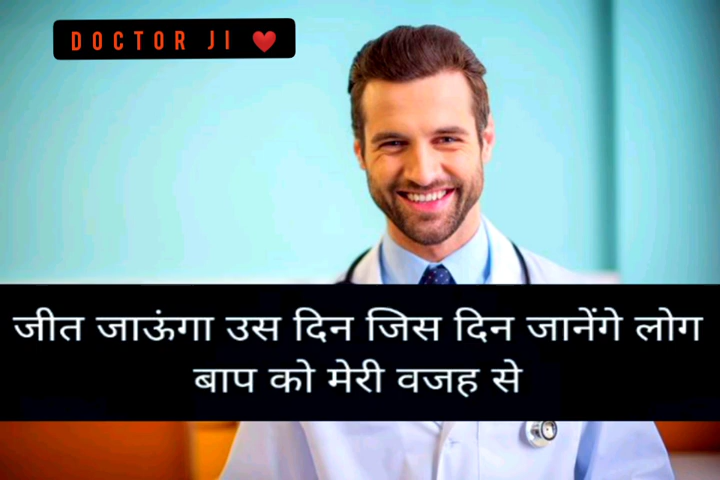 DOCTOR JI ❤️
जीत जाऊंगा उस दिन जिस दिन जानेंगे लोग
बाप को मेरी वजह से